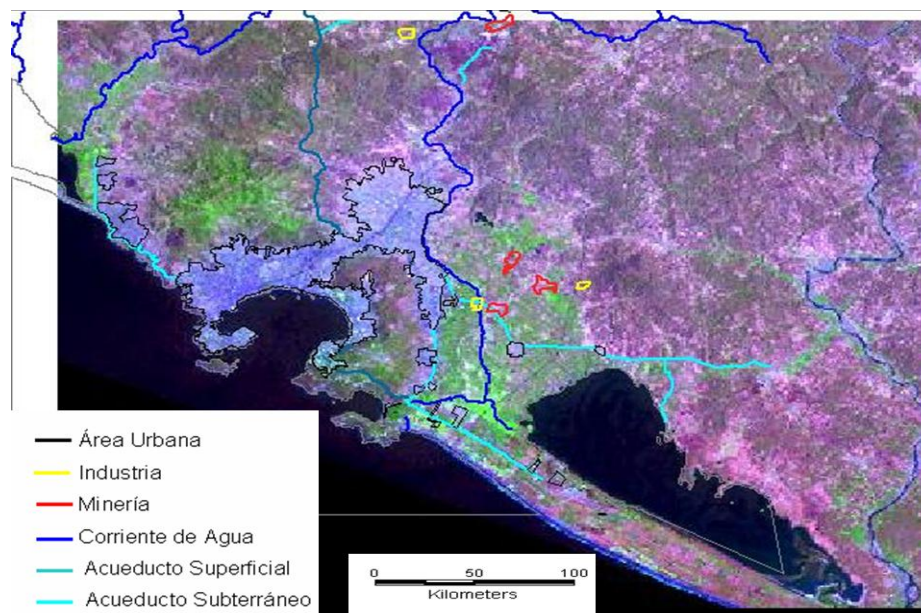 Área Urbana
Industria
Minería
Corriente de Agua
Acueducto Superficial
Acueducto Subterráneo
0 50 100
Kilometers